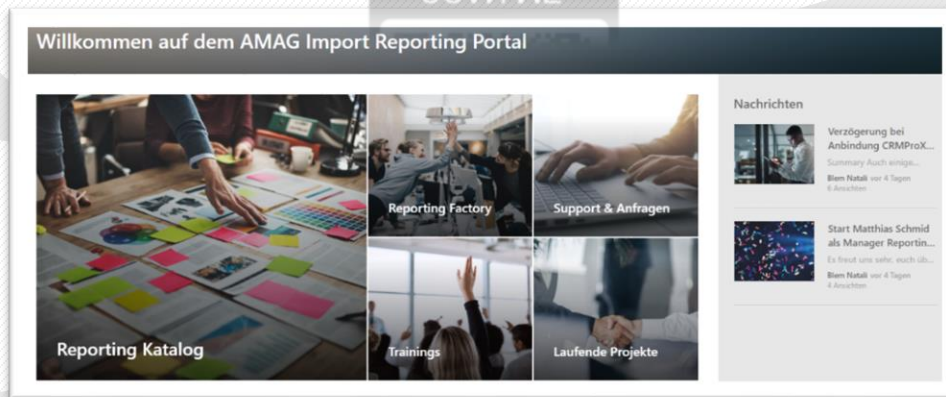 Willkommen auf dem AMAG Import Reporting Portal
Reporting Katalog
Reporting Factory
Support & Anfragen
Trainings
Laufende Projekte
Nachrichten
Verzögerung bei
Anbindung CRMProX...
Summary Auch einige...
Biem Natali vor 4 Tagen
6 Ansichten
Start Matthias Schmid
als Manager Reportin...
Es freut uns sehr, euch üb...
Biem Natali vor 4 Tagen
4 Ansichten